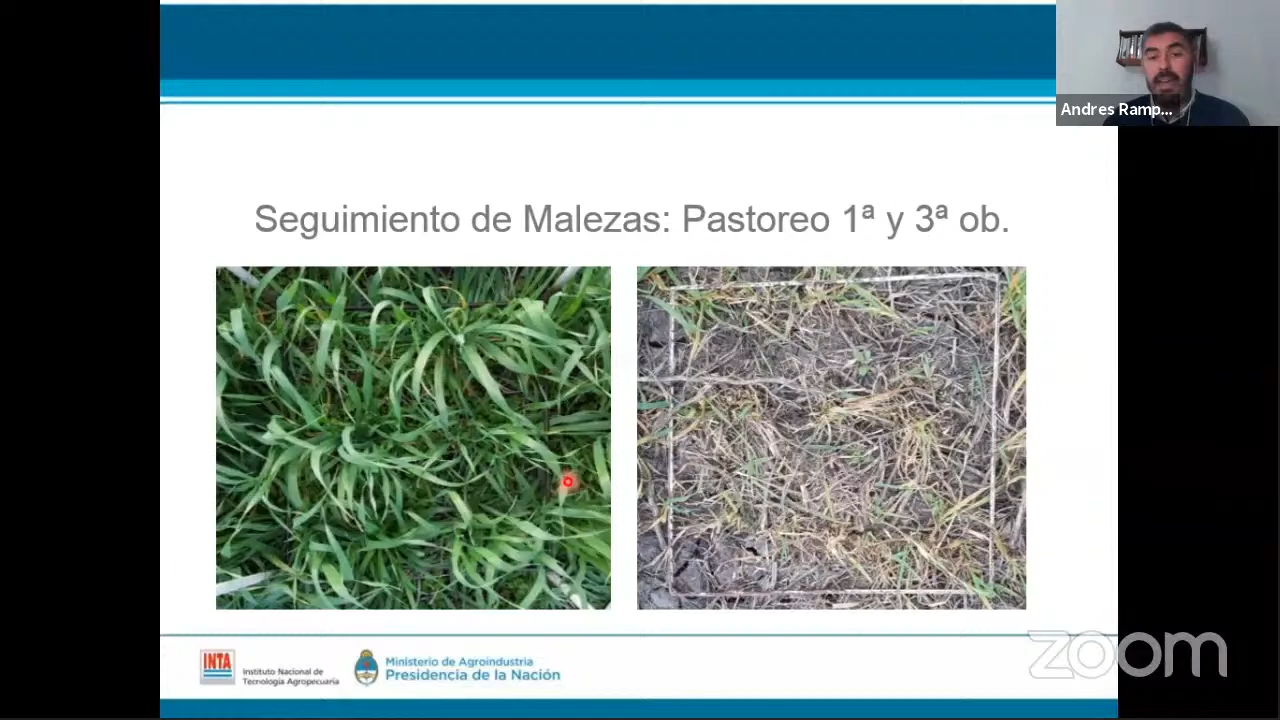 Andres Ramp...
Seguimiento de Malezas: Pastoreo 1ª y 3ª ob.
INTA
Instituto Nacional de
Tecnología Agropecuaria
Ministerio de Agroindustria
Presidencia de la Nación
zoom